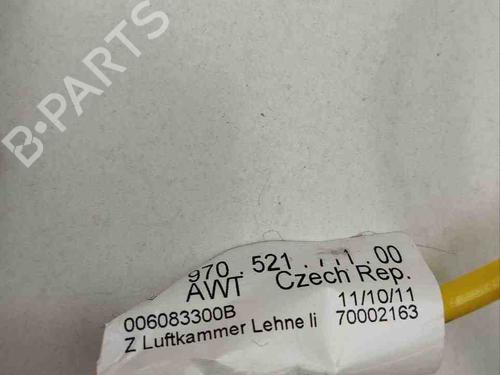 B-PARTS
970 . 521 . 111 . 00
AWT Czech Rep.
006083300B 11/10/11
Z Luftkammer Lehne li 70002163